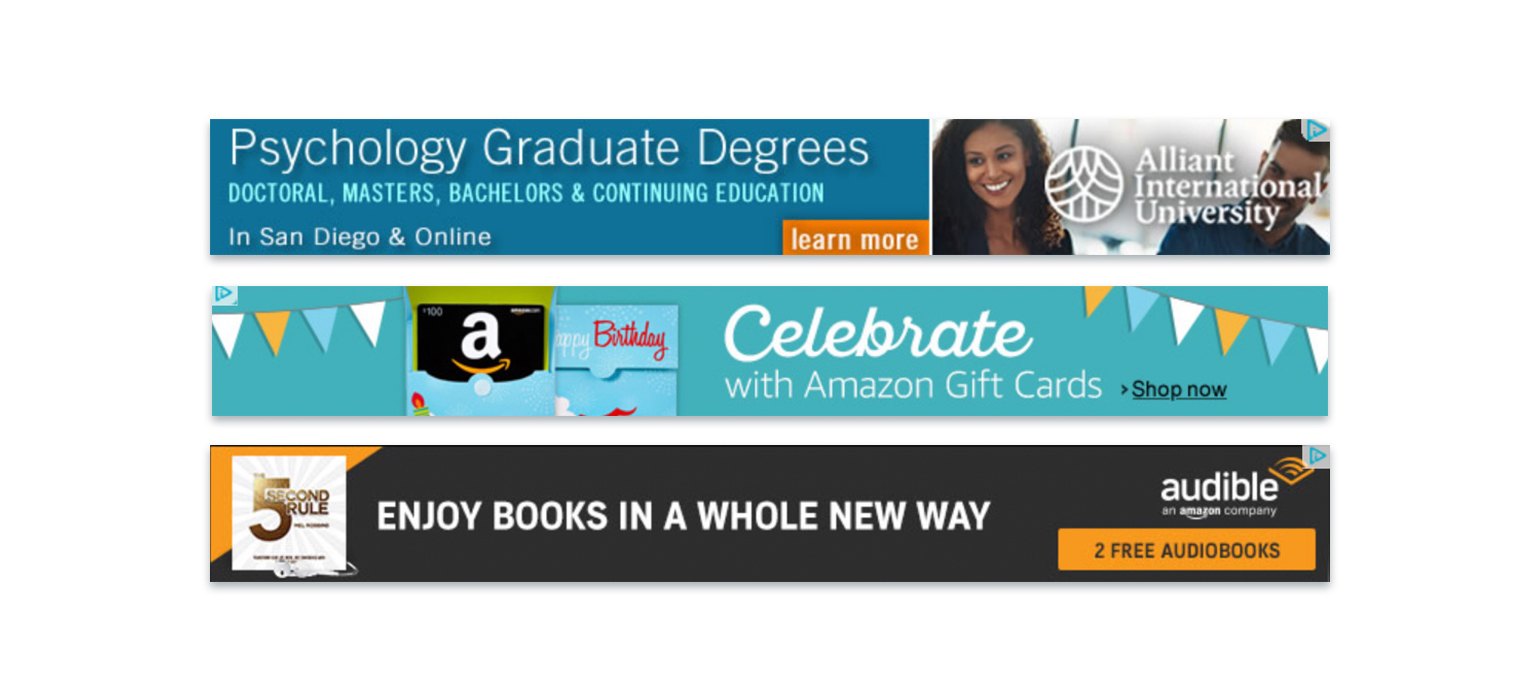 Psychology Graduate Degrees
DOCTORAL, MASTERS, BACHELORS & CONTINUING EDUCATION
In San Diego & Online
learn more
Alliant
International
University
$100
amazon.com
a
appy Birthday
Celebrate
with Amazon Gift Cards
> Shop now
THE
5 SECOND
RULE
MEL ROBBINS
ENJOY BOOKS IN A WHOLE NEW WAY
audible
an amazon company
2 FREE AUDIOBOOKS